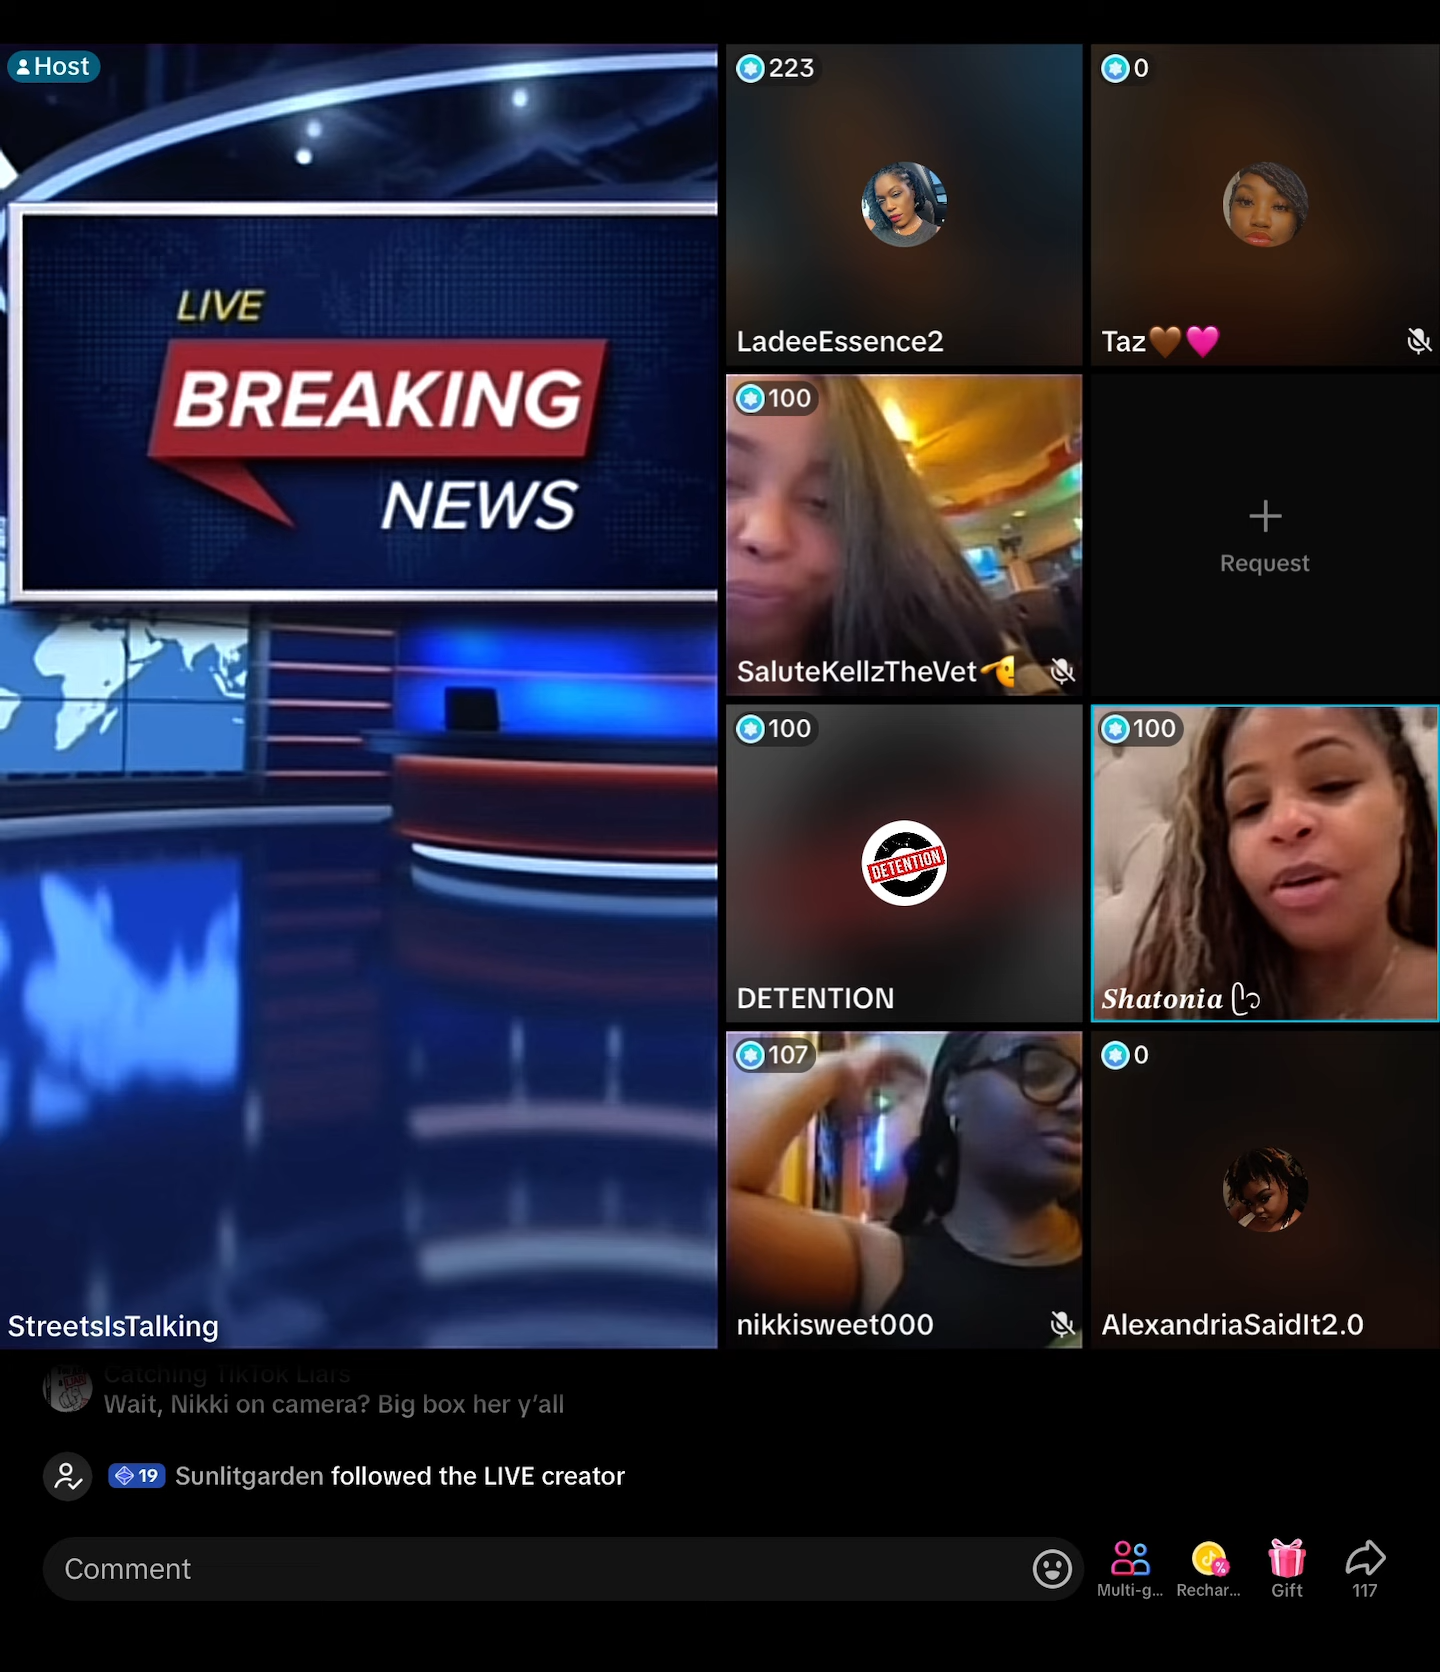 Host
LIVE
BREAKING
NEWS
StreetsIsTalking
223
LadeeEssence2
0
Taz🤎🩷
100
SaluteKellzTheVet🫡
Request
100
DETENTION
DETENTION
100
Shatonia
107
nikkisweet000
0
AlexandriaSaidIt2.0
Catching TikTok Liars
Wait, Nikki on camera? Big box her y’all
19 Sunlitgarden followed the LIVE creator
Comment
Multi-g...
Rechar...
Gift
117